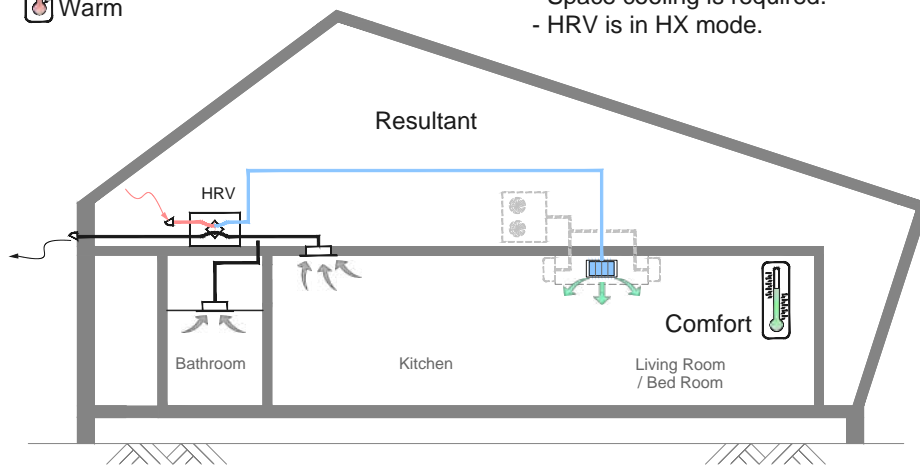 Warm
Space cooling is required.
- HRV is in HX mode.
Resultant
HRV
Comfort
Bathroom
Kitchen
Living Room
/ Bed Room